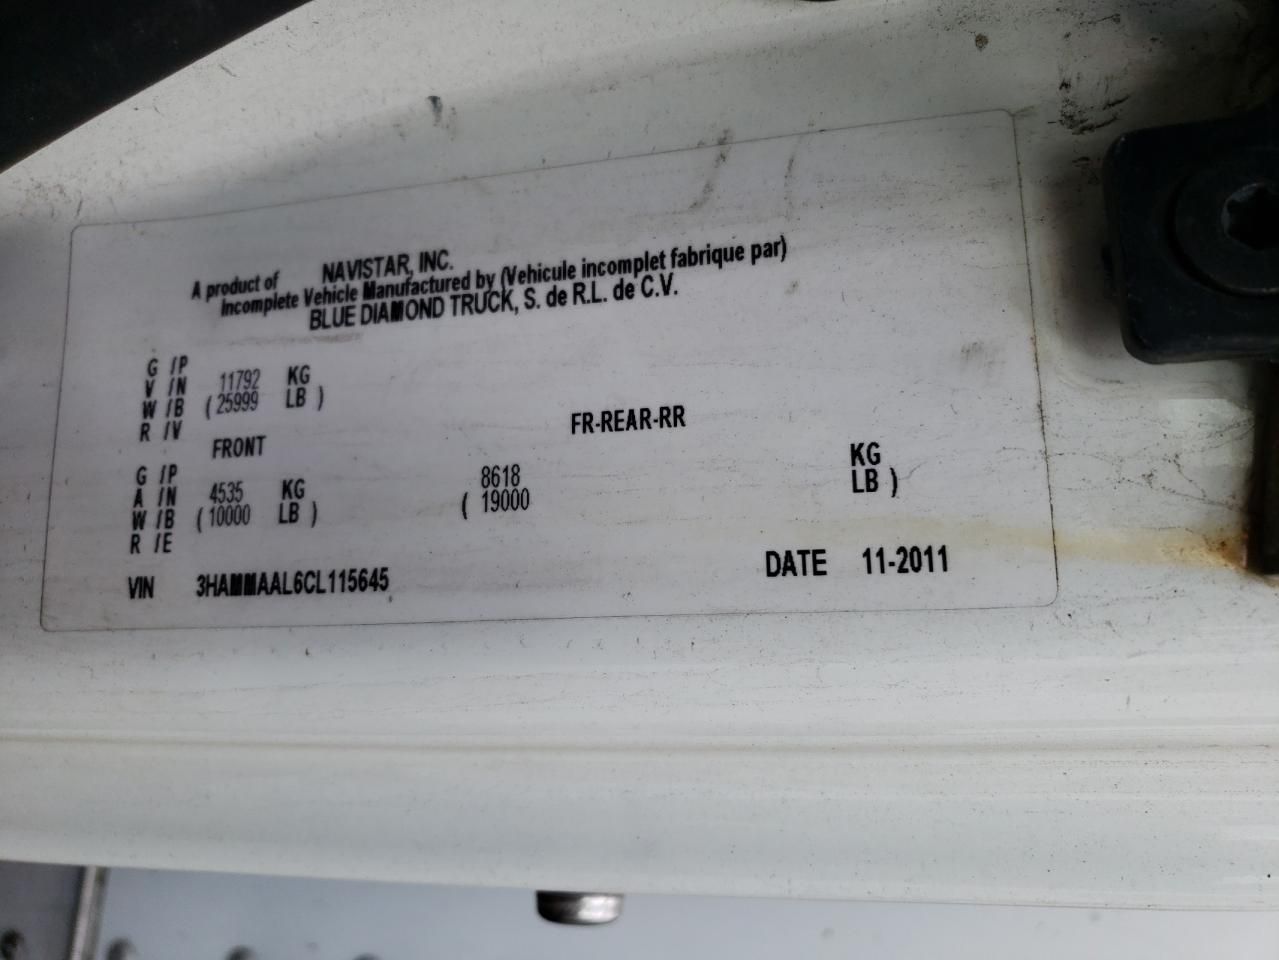 A product of NAVISTAR, INC.
Incomplete Vehicle Manufactured by (Vehicule incomplet fabrique par)
BLUE DIAMOND TRUCK, S. de R.L. de C.V.
G /P
V /N 11792 KG
W /B ( 25999 LB )
R /V
FRONT FR-REAR-RR
G /P
A /N 4535 KG 8618 KG
W /B ( 10000 LB ) ( 19000 LB )
R /E
VIN 3HAMMAAL6CL115645 DATE 11-2011